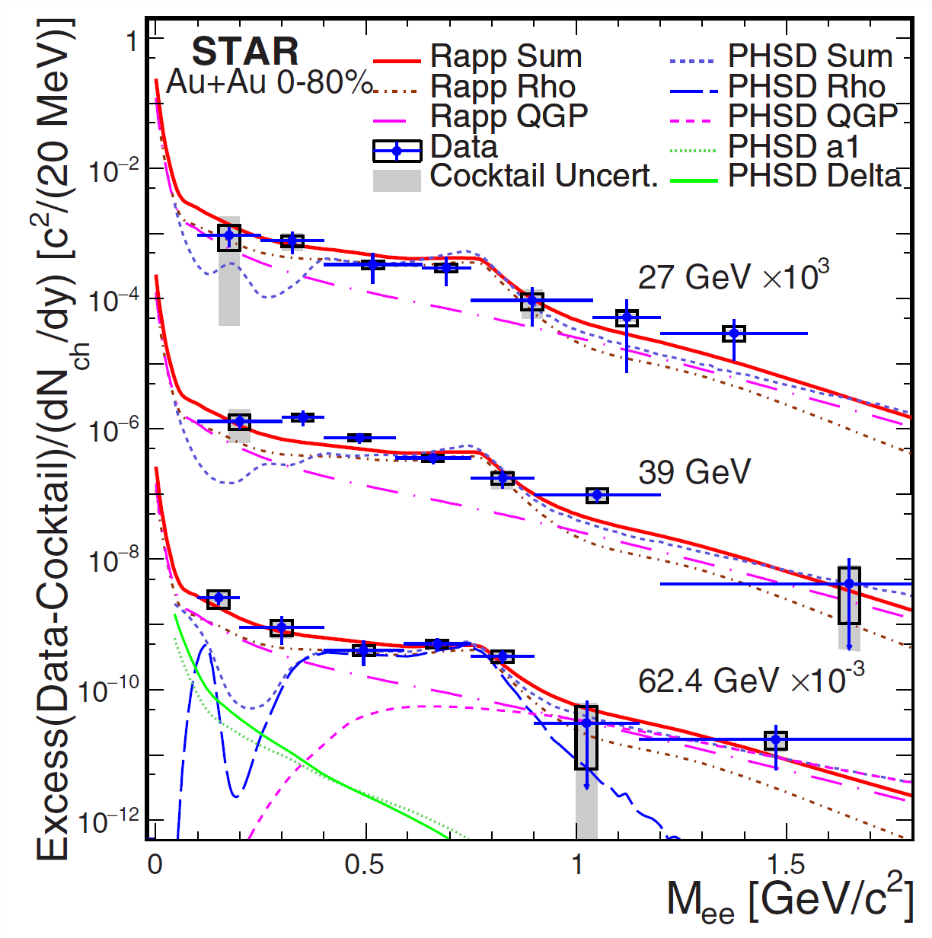 Excess(Data-Cocktail)/(dN_ch/dy) [c²/(20 MeV)]
1
10⁻²
10⁻⁴
10⁻⁶
10⁻⁸
10⁻¹⁰
10⁻¹²
STAR
Au+Au 0-80%
Rapp Sum
Rapp Rho
Rapp QGP
Data
Cocktail Uncert.
PHSD Sum
PHSD Rho
PHSD QGP
PHSD a1
PHSD Delta
27 GeV ×10³
39 GeV
62.4 GeV ×10⁻³
0 0.5 1 1.5
M_ee [GeV/c²]